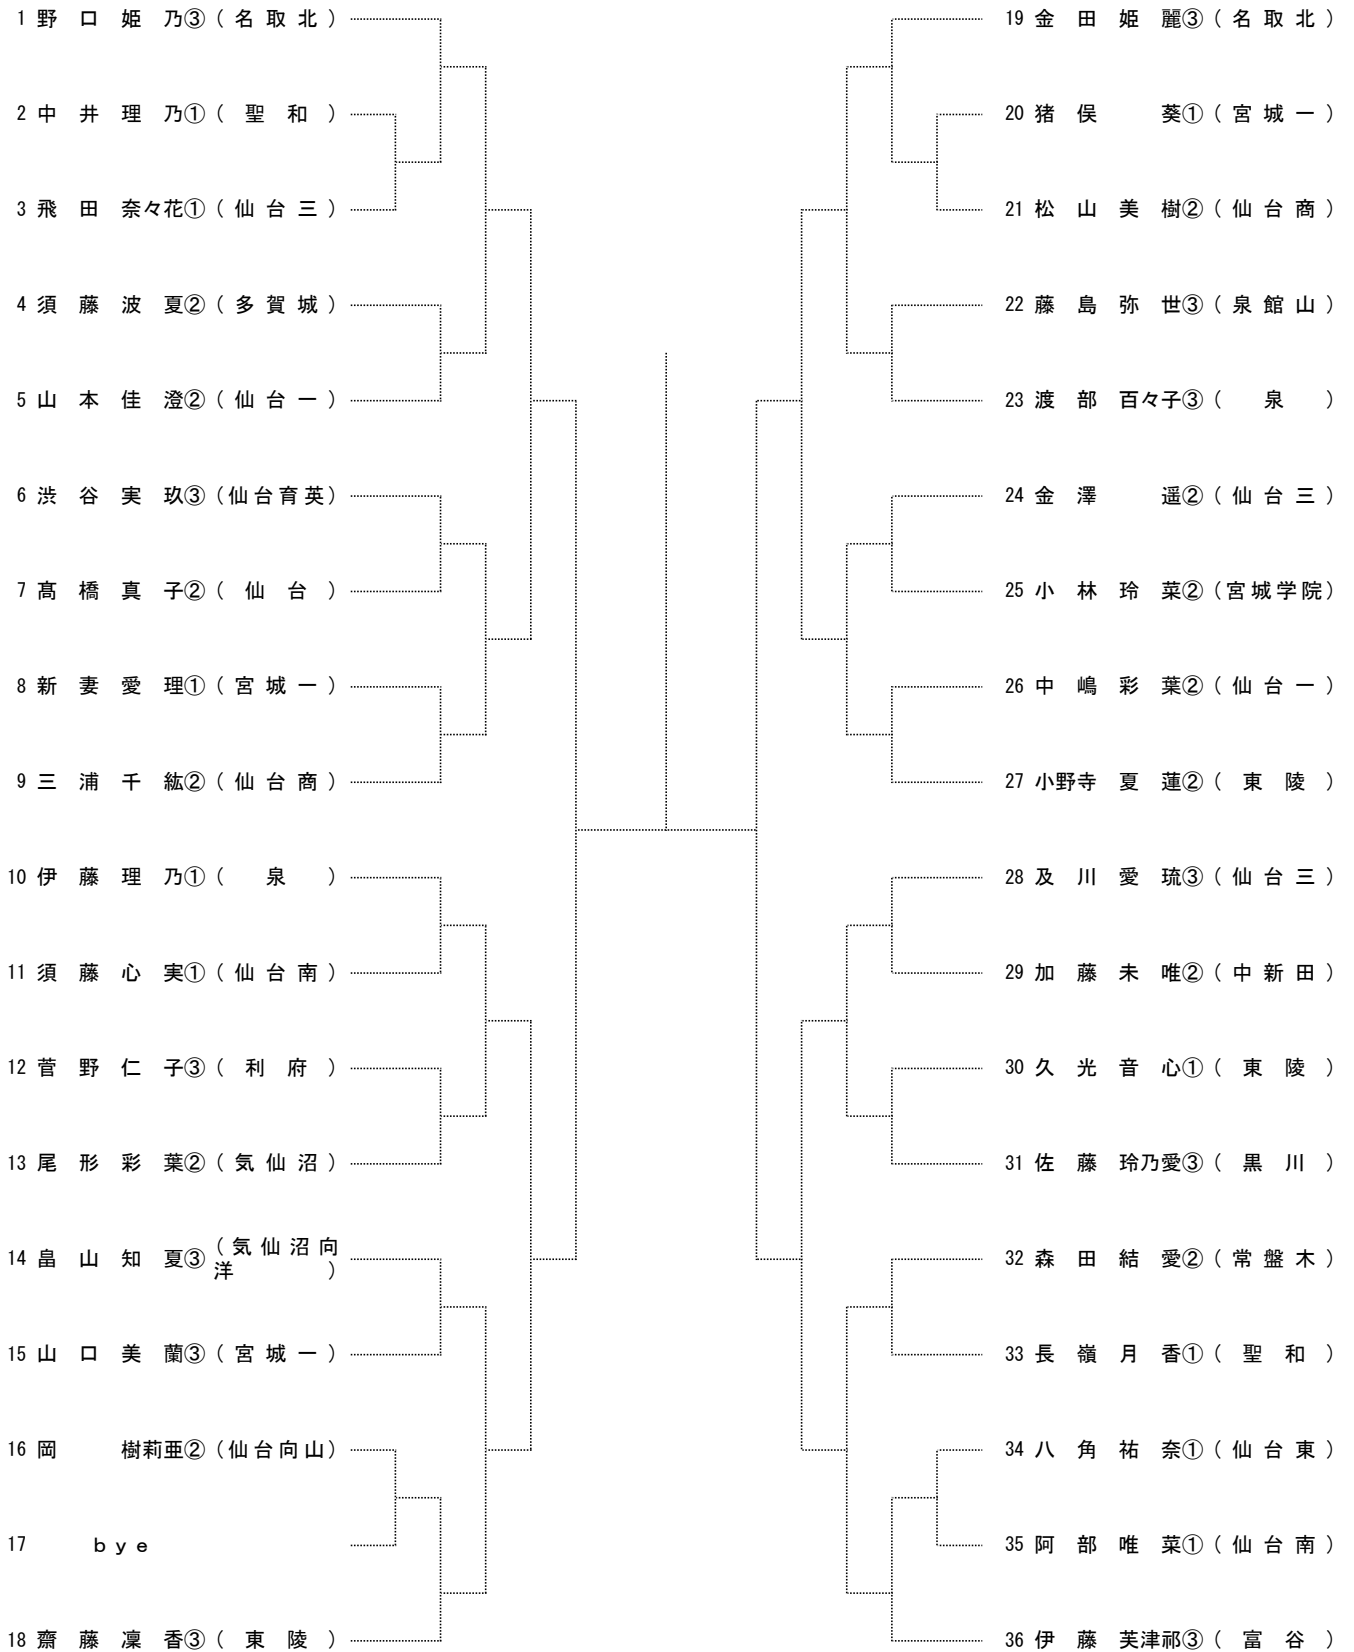 1 野口姫乃③（名取北）
2 中井理乃①（聖和）
3 飛田奈々花①（仙台三）
4 須藤波夏②（多賀城）
5 山本佳澄②（仙台一）
6 渋谷実玖③（仙台育英）
7 髙橋真子②（仙台）
8 新妻愛理①（宮城一）
9 三浦千紘②（仙台商）
10 伊藤理乃①（泉）
11 須藤心実①（仙台南）
12 菅野仁子③（利府）
13 尾形彩葉②（気仙沼）
14 畠山知夏③（気仙沼向
洋）
15 山口美蘭③（宮城一）
16 岡樹莉亜②（仙台向山）
17 ｂｙｅ
18 齋藤凜香③（東陵）
19 金田姫麗③（名取北）
20 猪俣葵①（宮城一）
21 松山美樹②（仙台商）
22 藤島弥世③（泉館山）
23 渡部百々子③（泉）
24 金澤遥②（仙台三）
25 小林玲菜②（宮城学院）
26 中嶋彩葉②（仙台一）
27 小野寺夏蓮②（東陵）
28 及川愛琉③（仙台三）
29 加藤未唯②（中新田）
30 久光音心①（東陵）
31 佐藤玲乃愛③（黒川）
32 森田結愛②（常盤木）
33 長嶺月香①（聖和）
34 八角祐奈①（仙台東）
35 阿部唯菜①（仙台南）
36 伊藤芙津祁③（富谷）